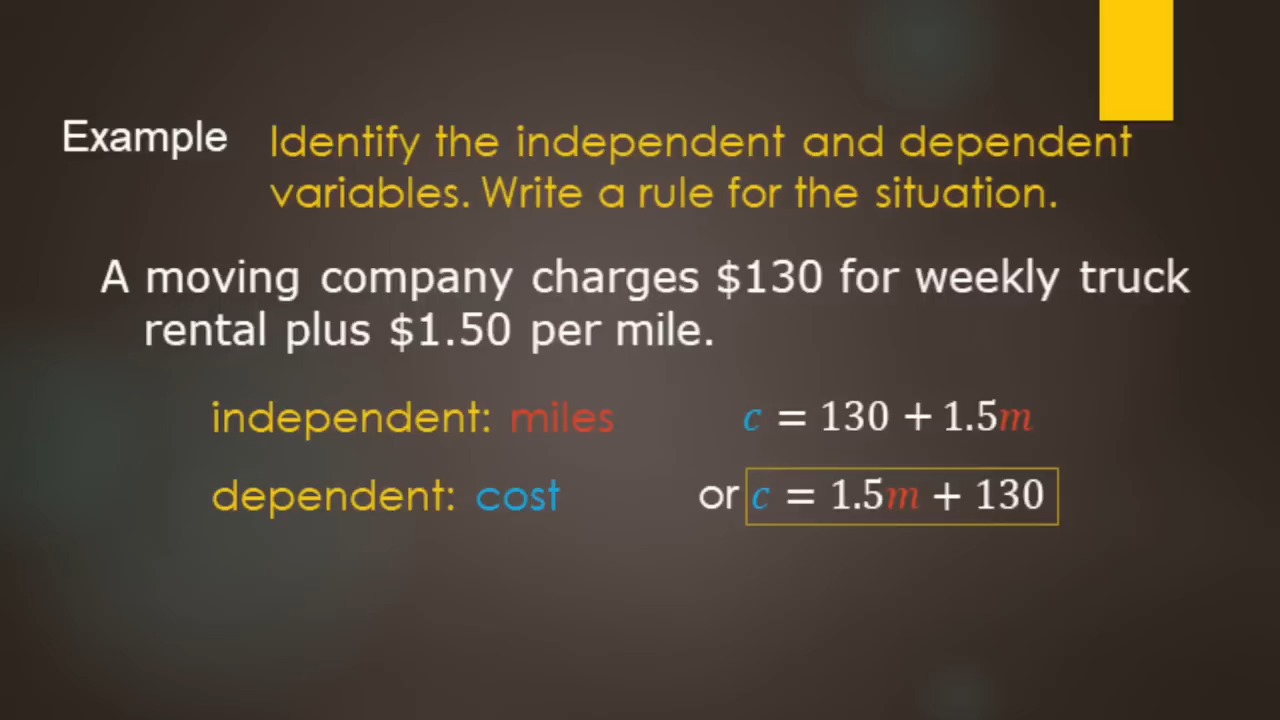 Example
Identify the independent and dependent
variables. Write a rule for the situation.
A moving company charges $130 for weekly truck
rental plus $1.50 per mile.
independent: miles
c = 130 + 1.5m
dependent: cost
or c = 1.5m + 130